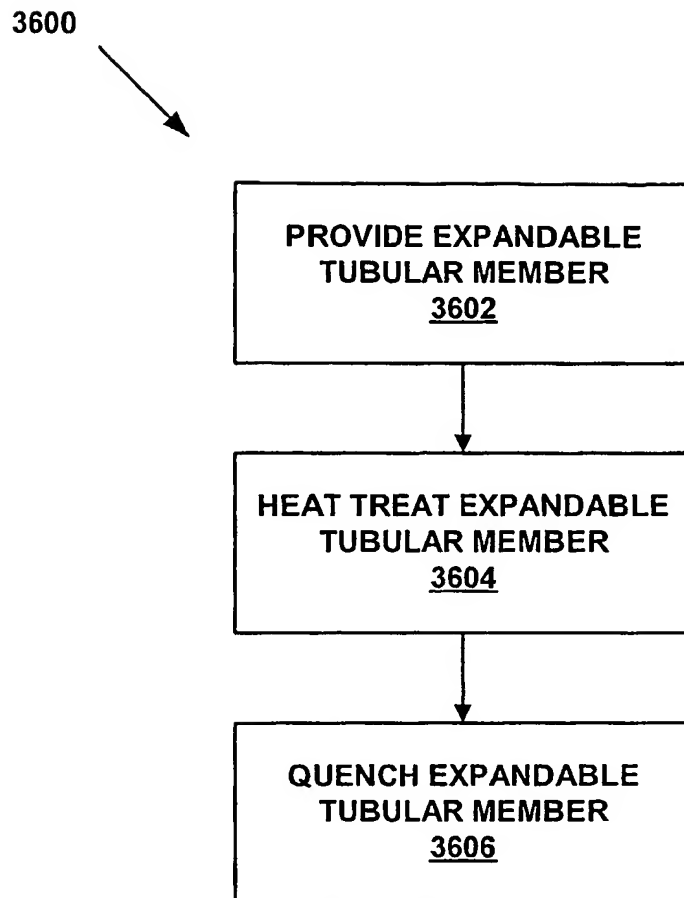 3600
PROVIDE EXPANDABLE
TUBULAR MEMBER
3602
HEAT TREAT EXPANDABLE
TUBULAR MEMBER
3604
QUENCH EXPANDABLE
TUBULAR MEMBER
3606